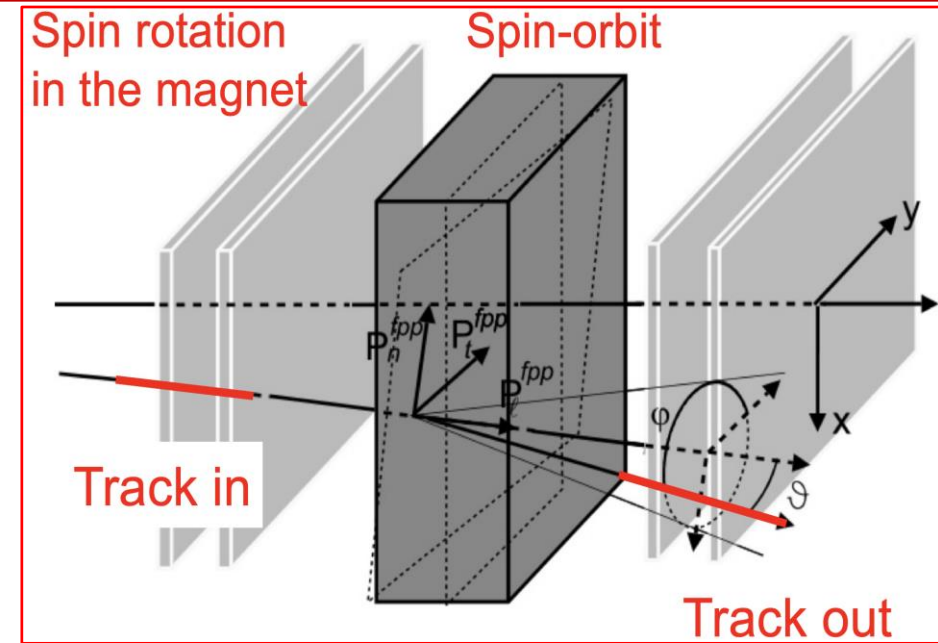 Spin rotation
in the magnet
Spin-orbit
y
P_n^fpp
P_t^fpp
P_ℓ^fpp
φ
x
Track in
ϑ
Track out